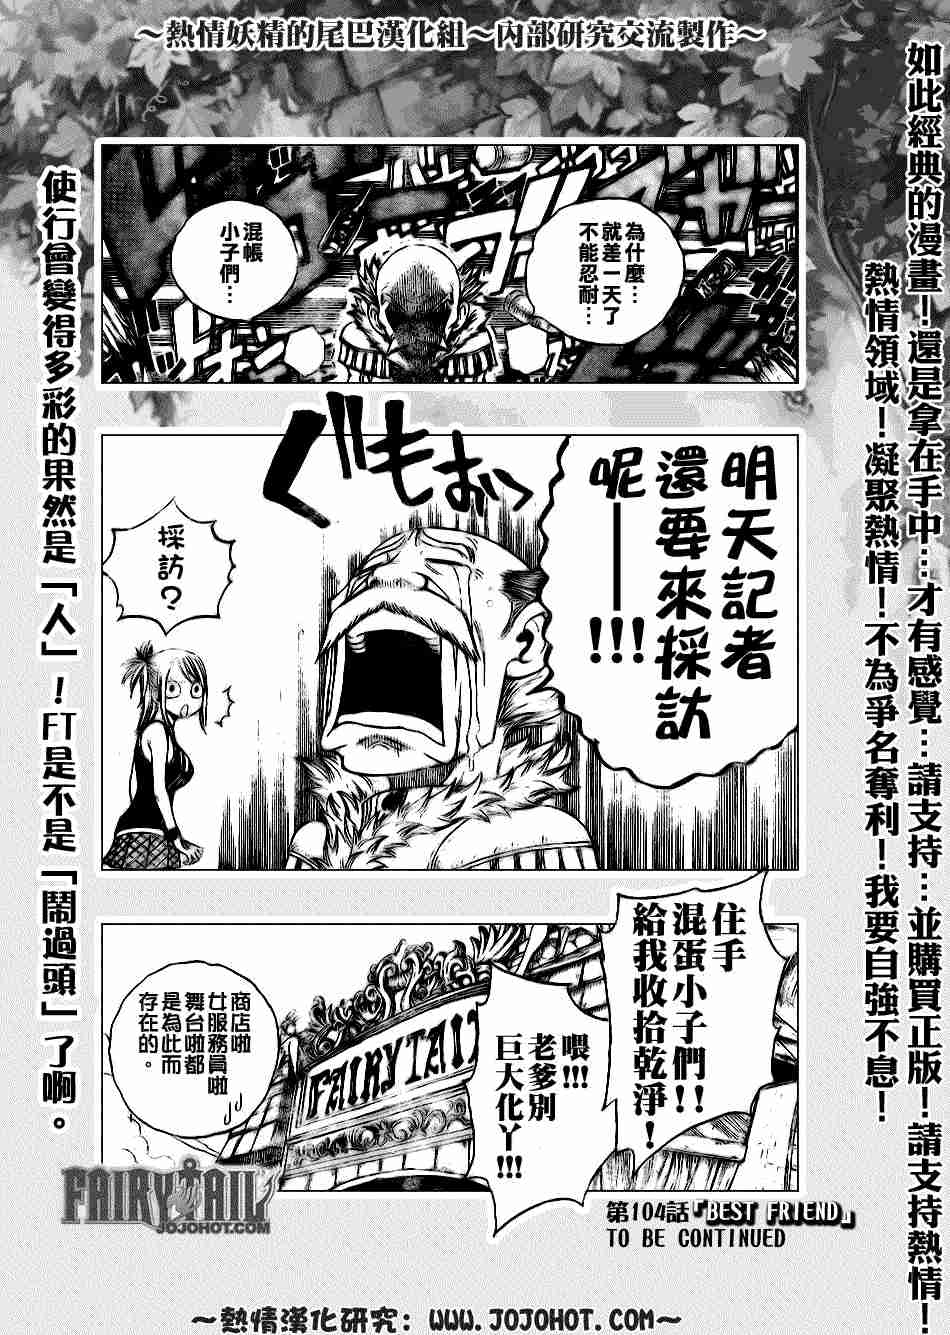 ～熱情妖精的尾巴漢化組～內部研究交流製作～
如此經典的漫畫！還是拿在手中…才有感覺…請支持…並購買正版！請支持熱情！
熱情領域！凝聚熱情！不為爭名奪利！我要自強不息！
為什麼…
就差一天了
不能忍耐…
混帳
小子們…
明天記者
還要來採訪
呢──!!!
くもおっ
採訪？
住手
混蛋小子們!!
給我收拾乾淨！
喂!!!
老爹別
巨大化丫!!!
FAIRY TAIL
商店啦
女服務員啦
舞台啦都
是為此而
存在的。
使行會變得多彩的果然是「人」！FT是不是「鬧過頭」了啊。
FAIRY TAIL
JOJOHOT.COM
第104話『BEST FRIEND』
TO BE CONTINUED
～熱情漢化研究: WWW.JOJOHOT.COM～